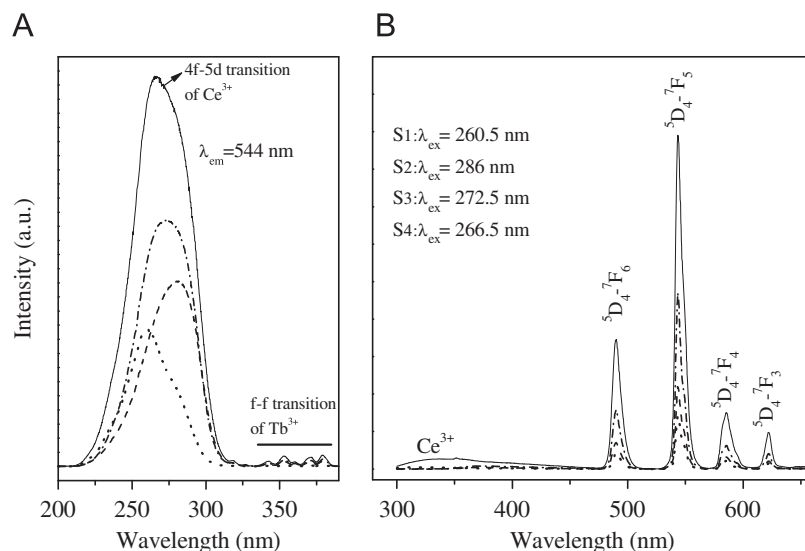 A
4f-5d transition
of Ce³⁺
λem=544 nm
f-f transition
of Tb³⁺
Intensity (a.u.)
200 250 300 350
Wavelength (nm)
B
S1:λex= 260.5 nm
S2:λex= 286 nm
S3:λex= 272.5 nm
S4:λex= 266.5 nm
⁵D₄-⁷F₆
⁵D₄-⁷F₅
⁵D₄-⁷F₄
⁵D₄-⁷F₃
Ce³⁺
300 400 500 600
Wavelength (nm)